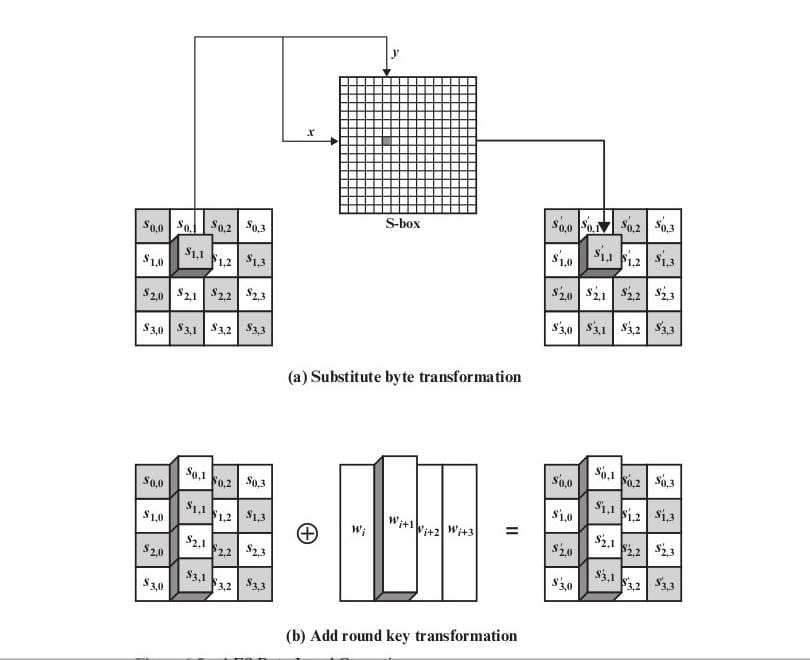 y
x
S-box
s0,0 s0,1 s0,2 s0,3
s1,0 s1,1 s1,2 s1,3
s2,0 s2,1 s2,2 s2,3
s3,0 s3,1 s3,2 s3,3
s'0,0 s'0,1 s'0,2 s'0,3
s'1,0 s'1,1 s'1,2 s'1,3
s'2,0 s'2,1 s'2,2 s'2,3
s'3,0 s'3,1 s'3,2 s'3,3
(a) Substitute byte transformation
s0,0 s0,1 s0,2 s0,3
s1,0 s1,1 s1,2 s1,3
s2,0 s2,1 s2,2 s2,3
s3,0 s3,1 s3,2 s3,3
⊕
wi wi+1 wi+2 wi+3
=
s'0,0 s'0,1 s'0,2 s'0,3
s'1,0 s'1,1 s'1,2 s'1,3
s'2,0 s'2,1 s'2,2 s'2,3
s'3,0 s'3,1 s'3,2 s'3,3
(b) Add round key transformation